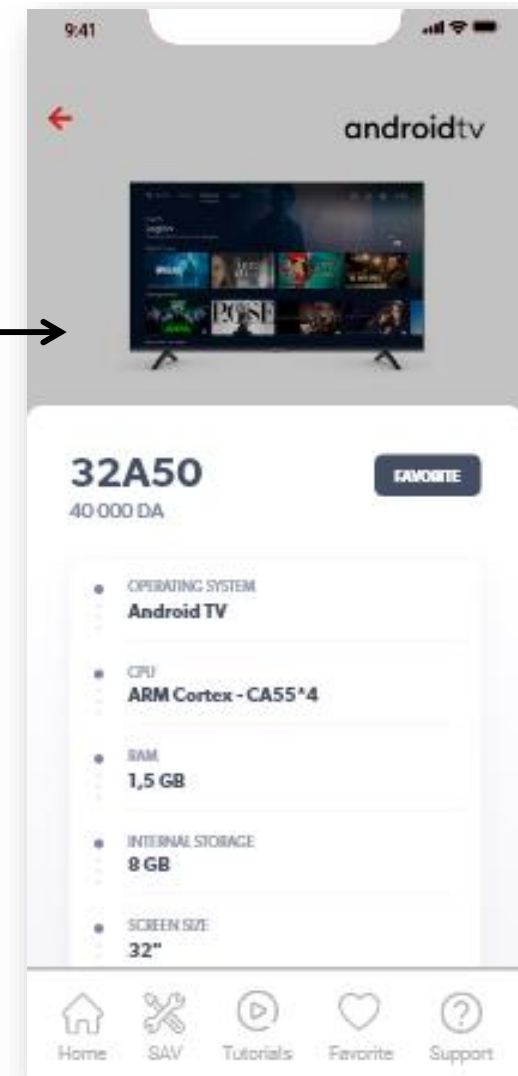 9:41
androidtv
POSE
32A50
FAVORITE
40 000 DA
OPERATING SYSTEM
Android TV
CPU
ARM Cortex - CA55*4
RAM
1,5 GB
INTERNAL STORAGE
8 GB
SCREEN SIZE
32"
Home SAV Tutorials Favorite Support